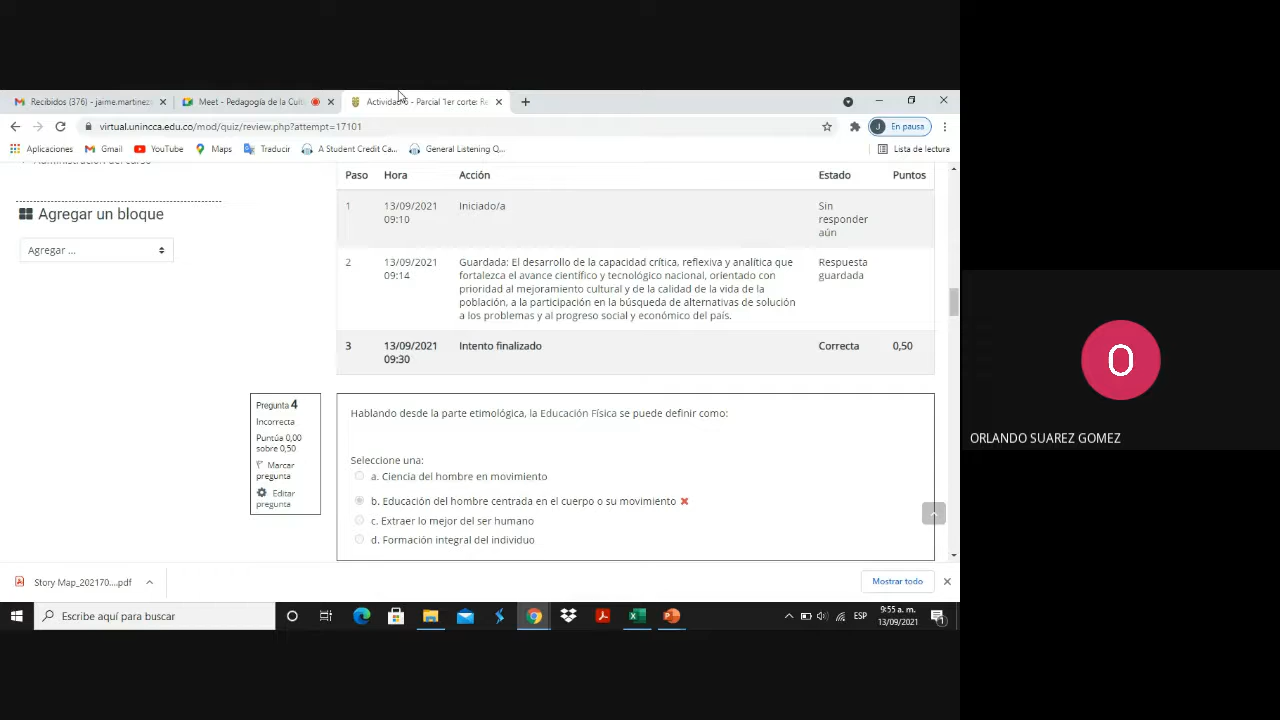 Recibidos (376) - jaime.martinez
Meet - Pedagogía de la Cult
Actividad 6 - Parcial 1er corte: Re
virtual.unincca.edu.co/mod/quiz/review.php?attempt=17101
J En pausa
Aplicaciones
Gmail
YouTube
Maps
Traducir
A Student Credit Ca...
General Listening Q...
Lista de lectura
Administración del curso
Agregar un bloque
Agregar ...
Paso Hora Acción Estado Puntos
1 13/09/2021 Iniciado/a Sin
09:10 responder
aún
2 13/09/2021 Guardada: El desarrollo de la capacidad crítica, reflexiva y analítica que Respuesta
09:14 fortalezca el avance científico y tecnológico nacional, orientado con guardada
prioridad al mejoramiento cultural y de la calidad de la vida de la
población, a la participación en la búsqueda de alternativas de solución
a los problemas y al progreso social y económico del país.
3 13/09/2021 Intento finalizado Correcta 0,50
09:30
Pregunta 4
Incorrecta
Puntúa 0,00
sobre 0,50
Marcar
pregunta
Editar
pregunta
Hablando desde la parte etimológica, la Educación Física se puede definir como:
Seleccione una:
a. Ciencia del hombre en movimiento
b. Educación del hombre centrada en el cuerpo o su movimiento
c. Extraer lo mejor del ser humano
d. Formación integral del individuo
O
ORLANDO SUAREZ GOMEZ
Story Map_202170....pdf
Mostrar todo
Escribe aquí para buscar
ESP
9:55 a. m.
13/09/2021
1